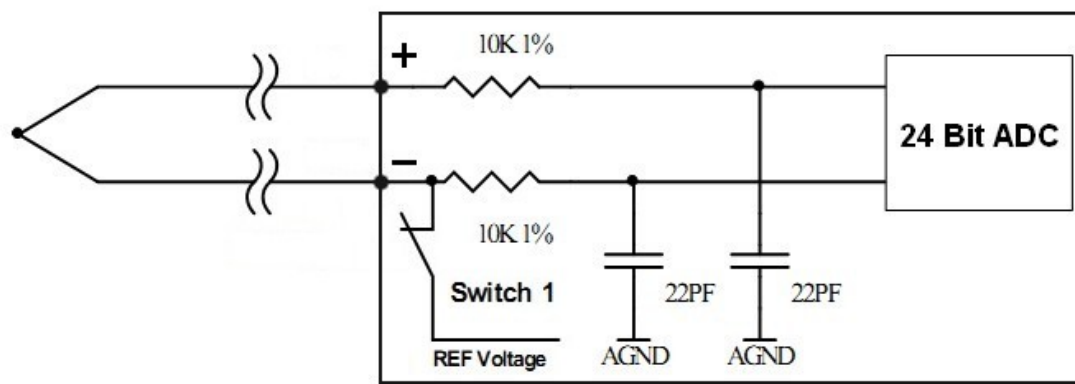 +
10K 1%
−
10K 1%
24 Bit ADC
Switch 1
22PF
22PF
REF Voltage
AGND
AGND